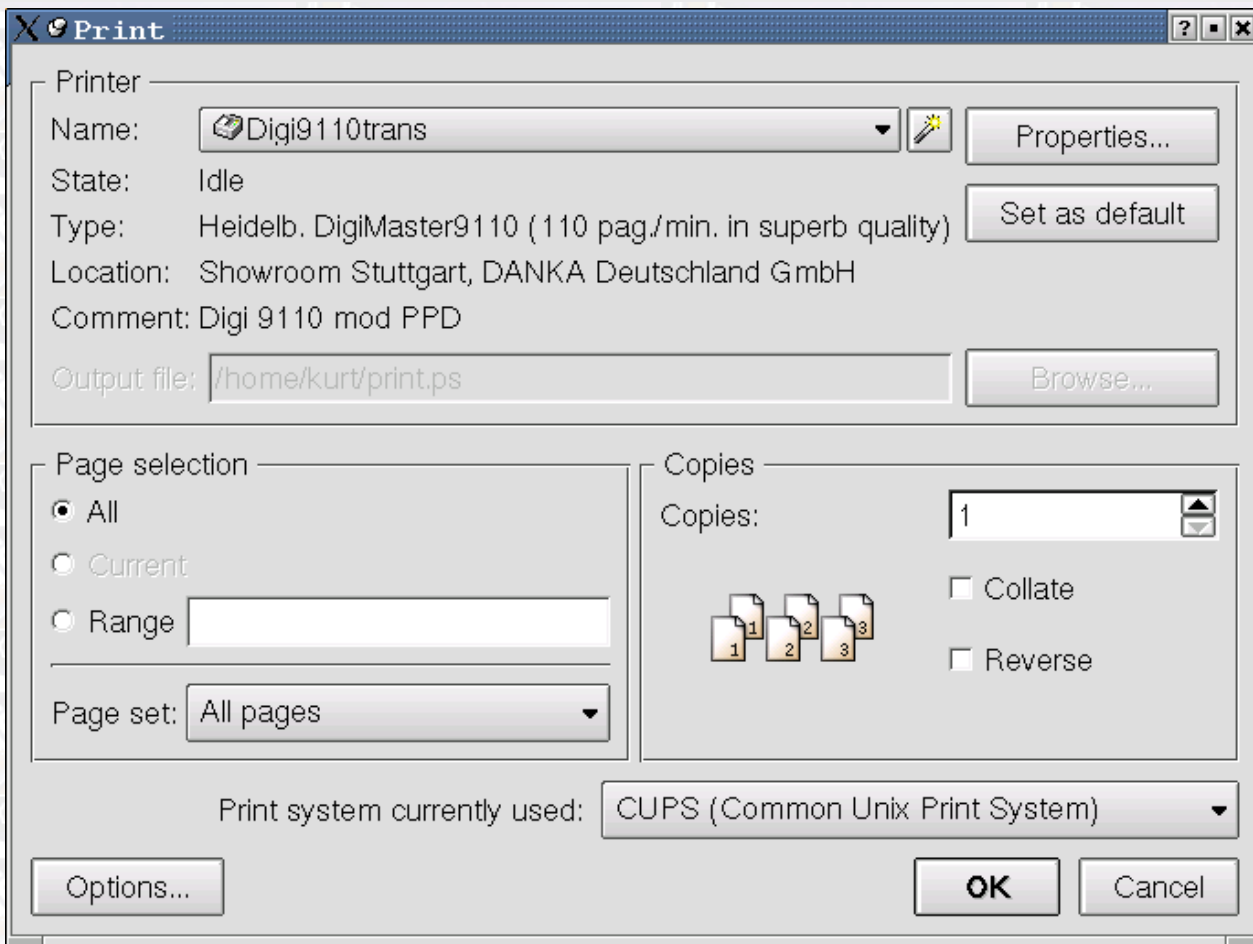 Print
Printer
Name: Digi9110trans
Properties...
State: Idle
Set as default
Type: Heidelb. DigiMaster9110 (110 pag./min. in superb quality)
Location: Showroom Stuttgart, DANKA Deutschland GmbH
Comment: Digi 9110 mod PPD
Output file: /home/kurt/print.ps
Browse...
Page selection
All
Current
Range
Page set: All pages
Copies
Copies: 1
1 1 2 2 3 3
Collate
Reverse
Print system currently used: CUPS (Common Unix Print System)
Options...
OK
Cancel